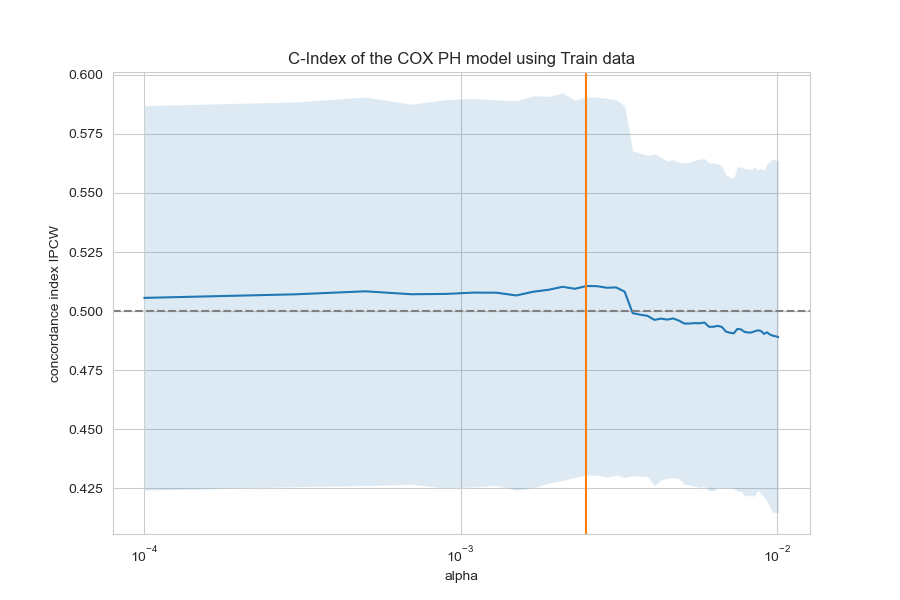 C-Index of the COX PH model using Train data
0.600
0.575
0.550
0.525
0.500
0.475
0.450
0.425
concordance index IPCW
10⁻⁴ 10⁻³ 10⁻²
alpha